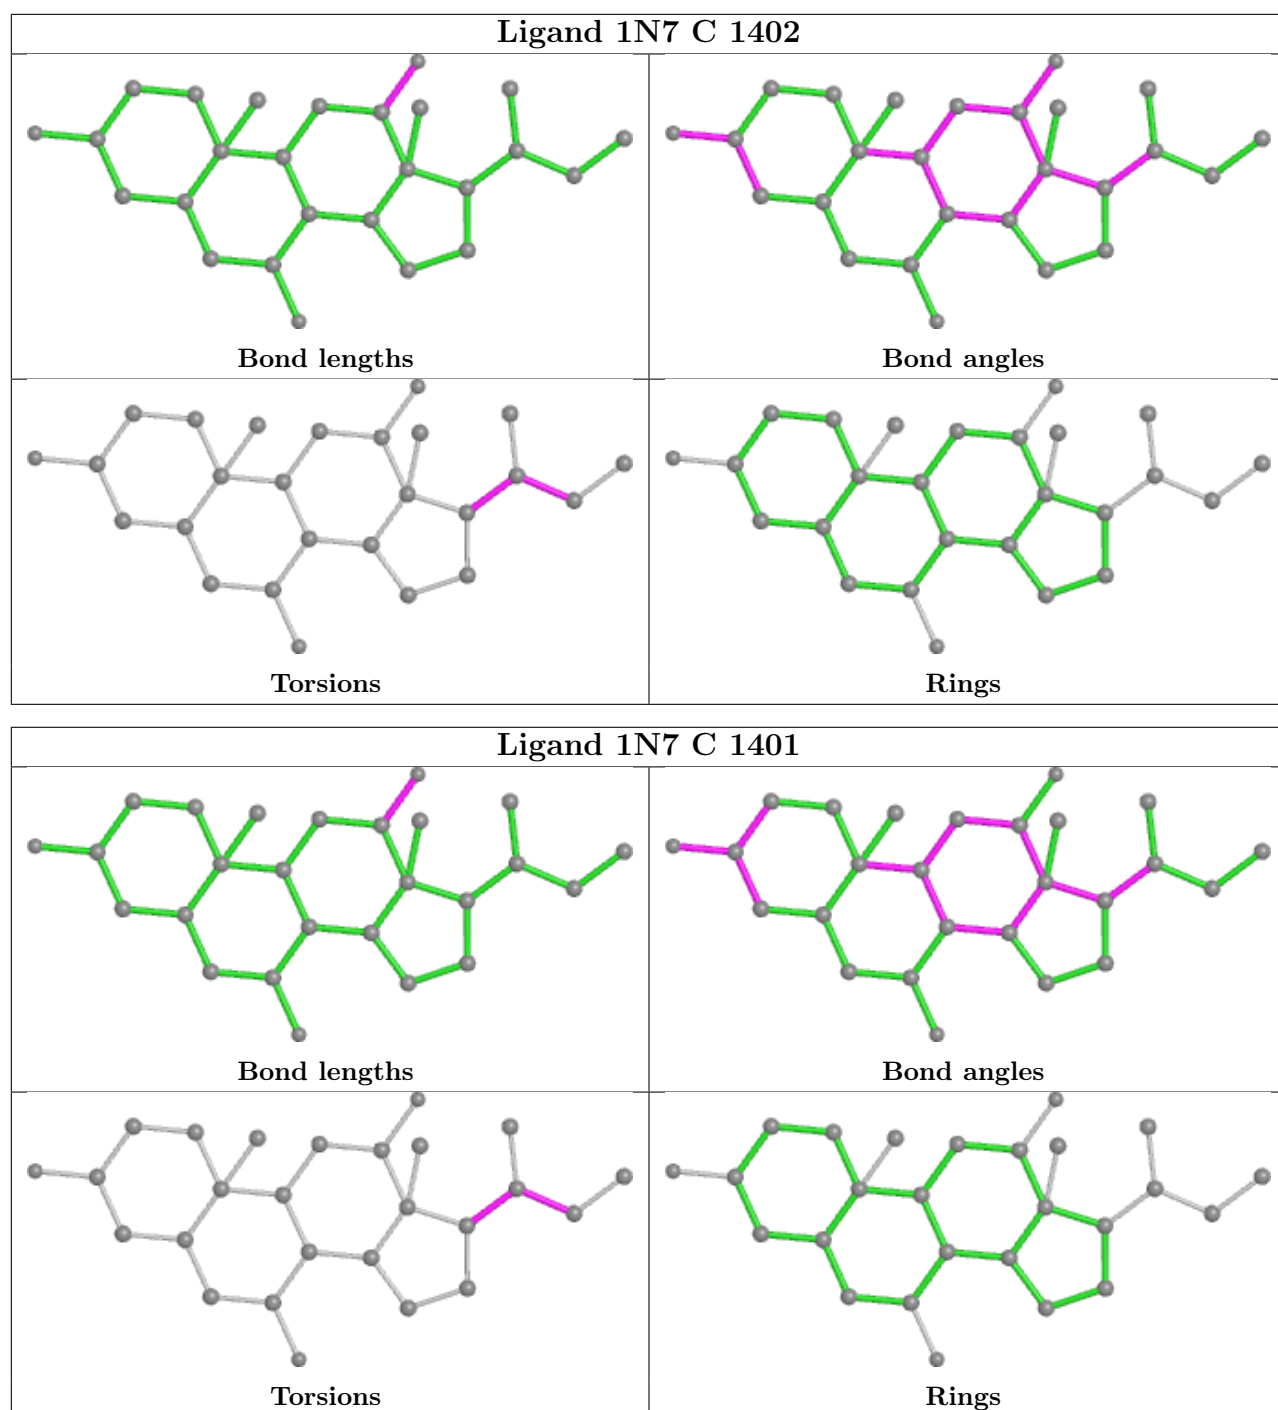 Ligand 1N7 C 1402
Bond lengths
Bond angles
Torsions
Rings
Ligand 1N7 C 1401
Bond lengths
Bond angles
Torsions
Rings